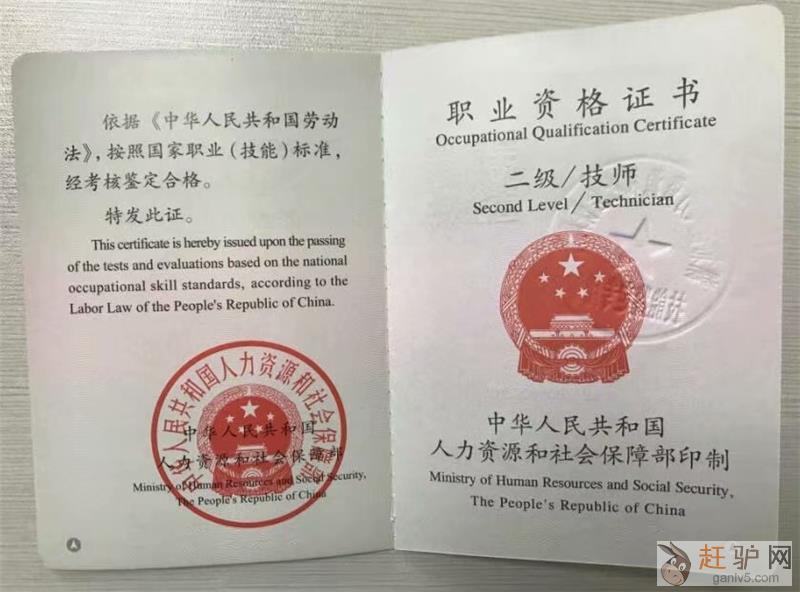 依据《中华人民共和国劳动
法》，按照国家职业（技能）标准，
经考核鉴定合格。
特发此证。
This certificate is hereby issued upon the passing
of the tests and evaluations based on the national
occupational skill standards, according to the
Labor Law of the People's Republic of China.
中华人民共和国人力资源和社会保障部
中华人民共和国
人力资源和社会保障部
Ministry of Human Resources and Social Security,
The People's Republic of China
职业资格证书
Occupational Qualification Certificate
二级/技师
Second Level/Technician
中华人民共和国
人力资源和社会保障部印制
Ministry of Human Resources and Social Security,
The People's Republic of China
赶驴网
ganlv5.com